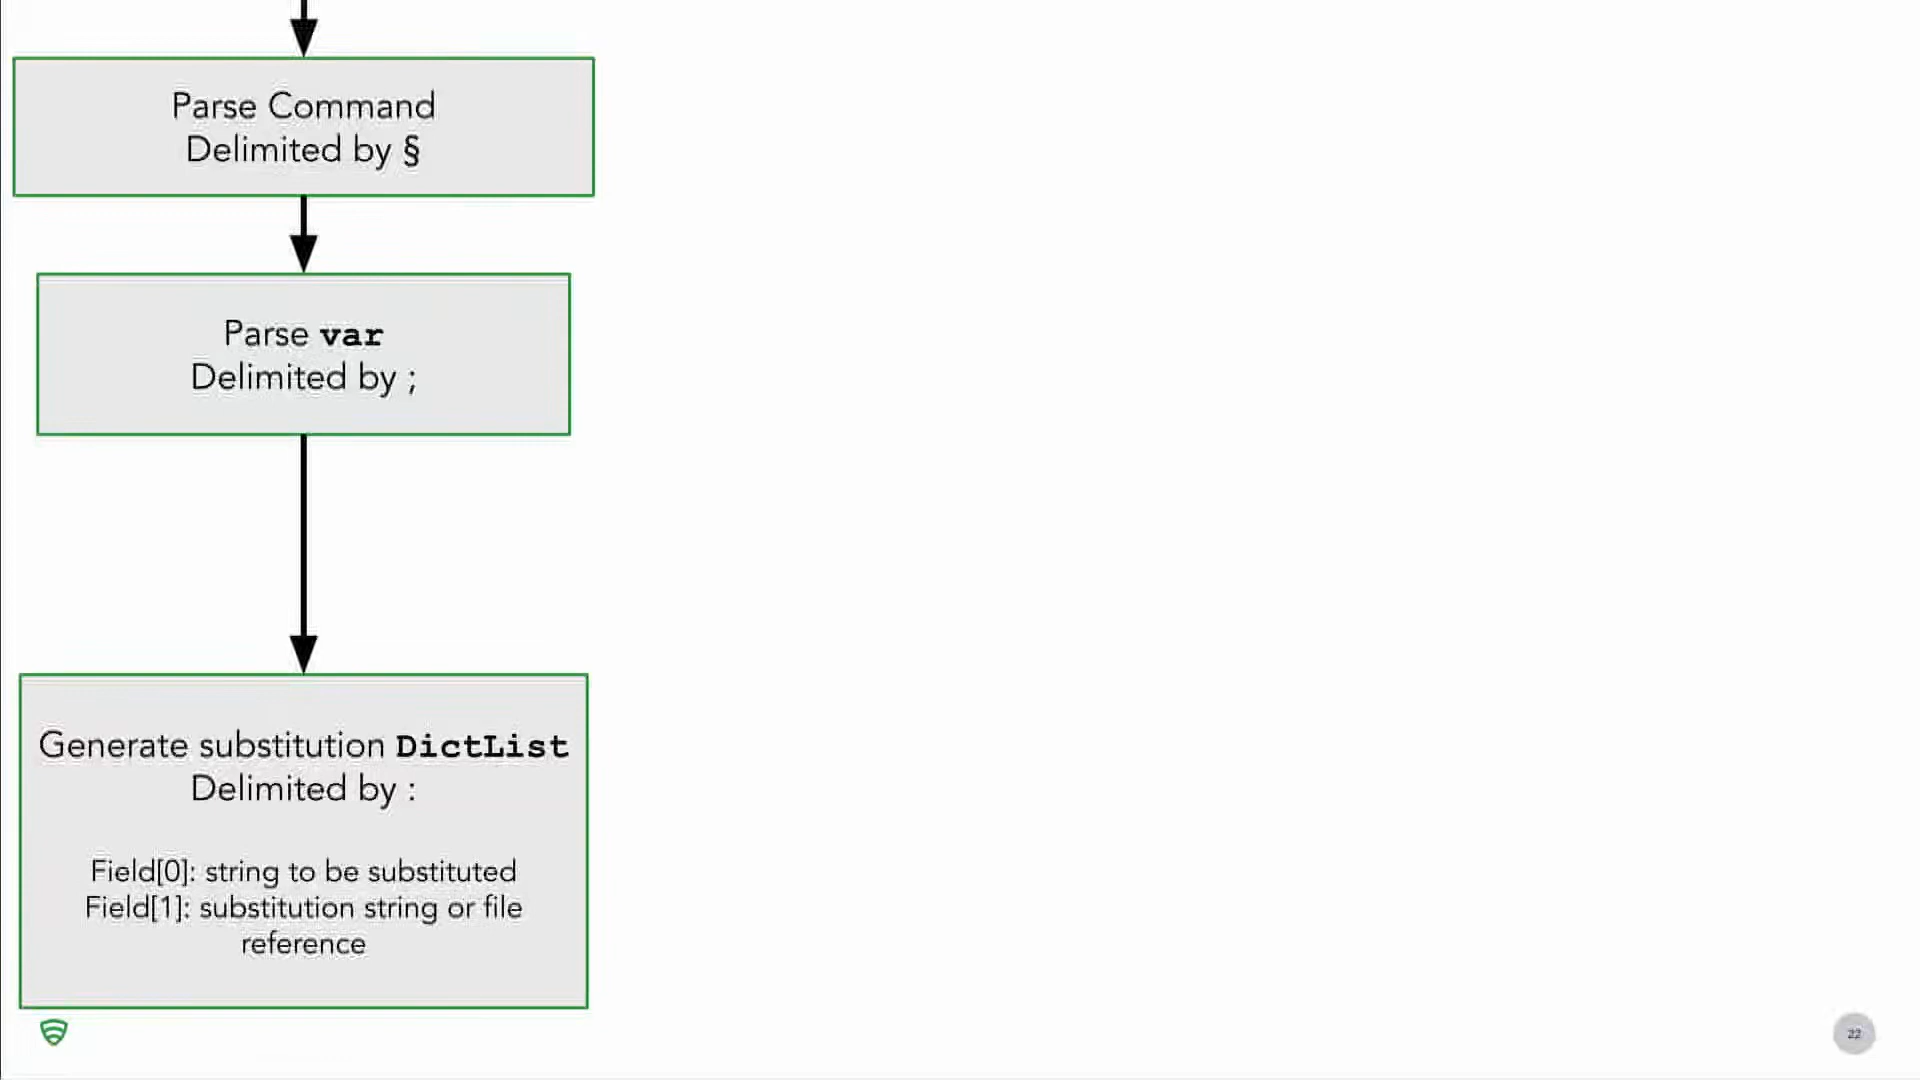 Parse Command
Delimited by §
Parse var
Delimited by ;
Generate substitution DictList
Delimited by :
Field[0]: string to be substituted
Field[1]: substitution string or file
reference
22